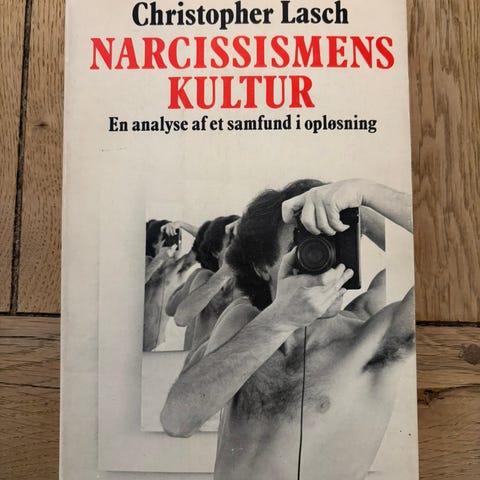 Christopher Lasch
NARCISSISMENS
KULTUR
En analyse af et samfund i opløsning